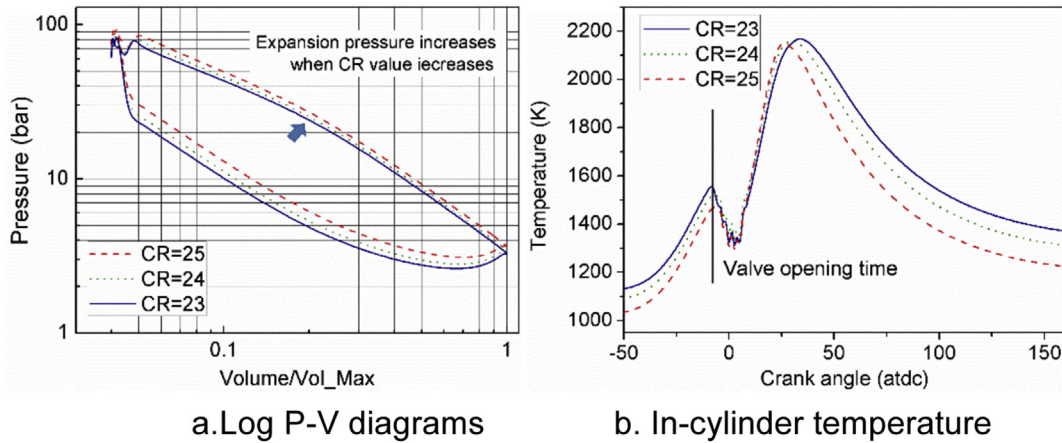 100
10
1
Pressure (bar)
Expansion pressure increases
when CR value iecreases
CR=25
CR=24
CR=23
0.1
1
Volume/Vol_Max
a.Log P-V diagrams
2200
2000
1800
1600
1400
1200
1000
Temperature (K)
CR=23
CR=24
CR=25
Valve opening time
-50
0
50
100
150
Crank angle (atdc)
b. In-cylinder temperature